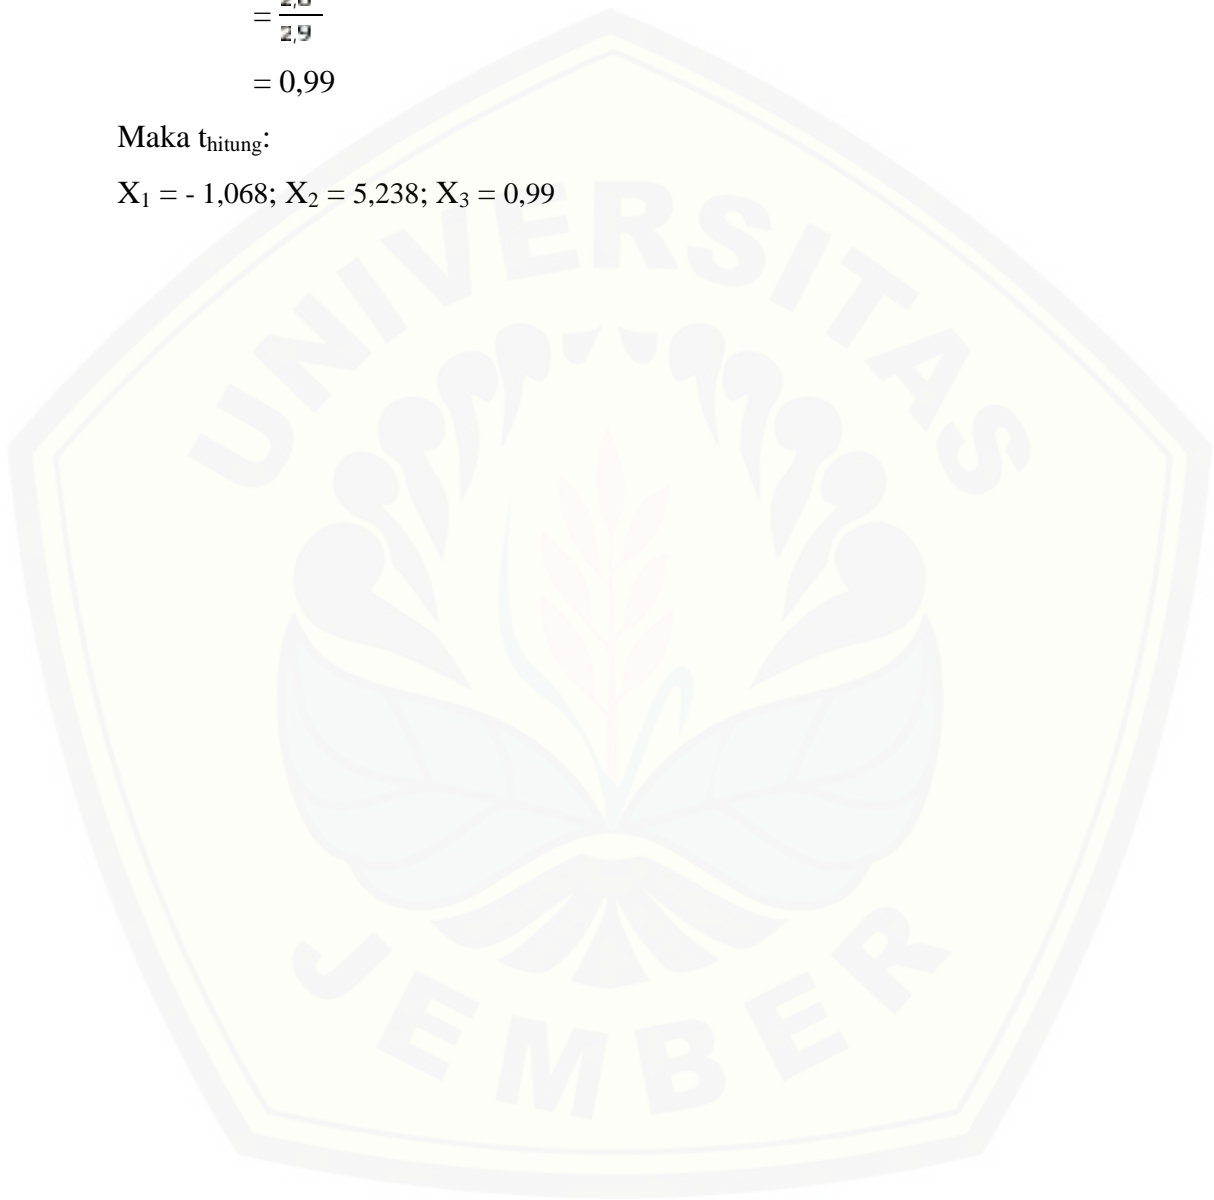 =
2,9
= 0,99
Maka thitung:
X1 = - 1,068; X2 = 5,238; X3 = 0,99
UNIVERSITAS
JEMBER